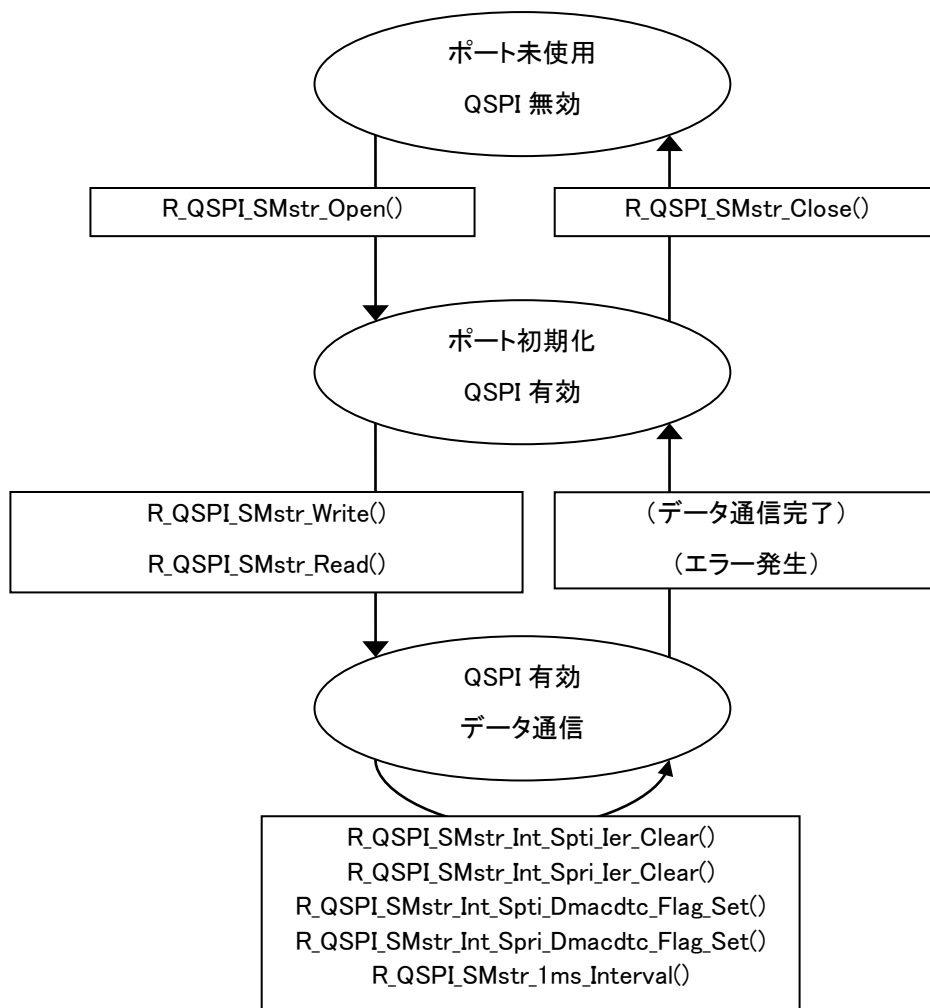 ポート未使用
QSPI 無効
R_QSPI_SMstr_Open()
R_QSPI_SMstr_Close()
ポート初期化
QSPI 有効
R_QSPI_SMstr_Write()
R_QSPI_SMstr_Read()
（データ通信完了）
（エラー発生）
QSPI 有効
データ通信
R_QSPI_SMstr_Int_Spti_Ier_Clear()
R_QSPI_SMstr_Int_Spri_Ier_Clear()
R_QSPI_SMstr_Int_Spti_Dmacdtc_Flag_Set()
R_QSPI_SMstr_Int_Spri_Dmacdtc_Flag_Set()
R_QSPI_SMstr_1ms_Interval()